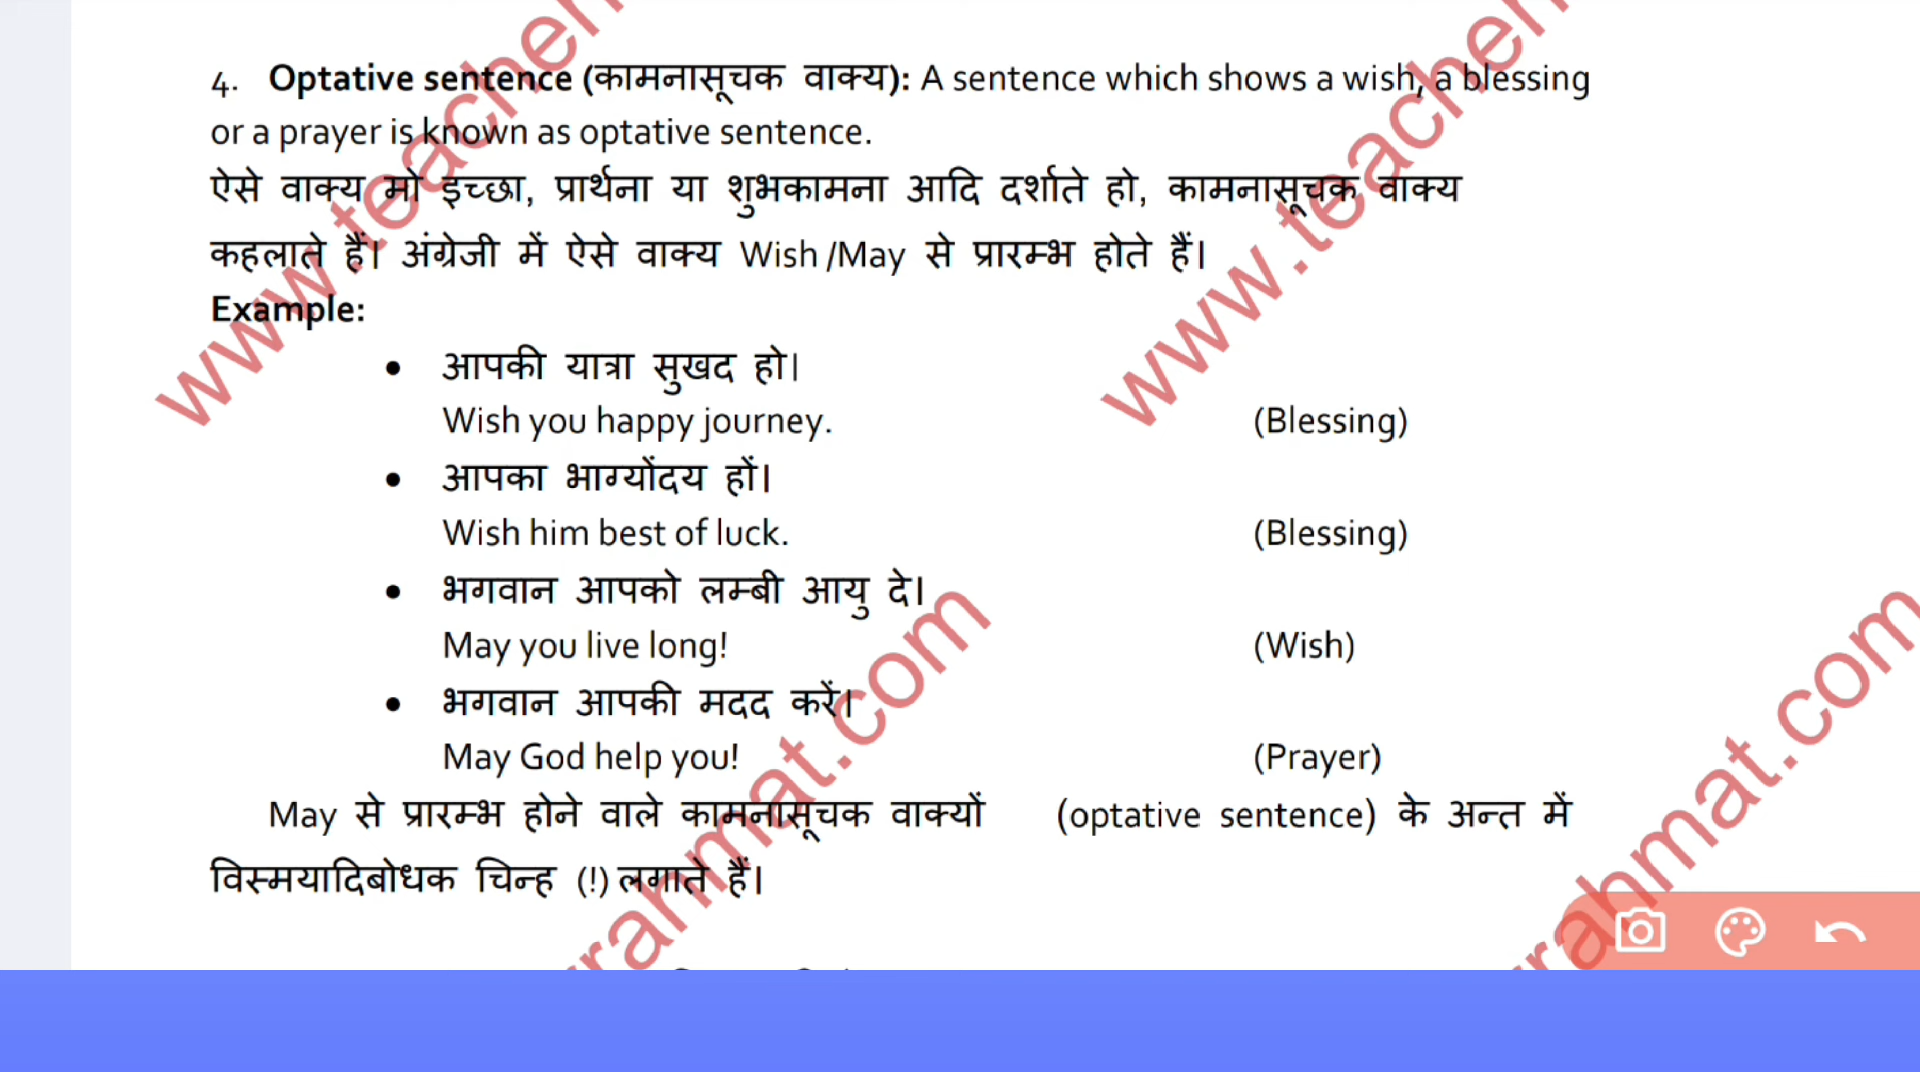 4. Optative sentence (कामनासूचक वाक्य): A sentence which shows a wish, a blessing
or a prayer is known as optative sentence.
ऐसे वाक्य मो इच्छा, प्रार्थना या शुभकामना आदि दर्शाते हो, कामनासूचक वाक्य
कहलाते हैं। अंग्रेजी में ऐसे वाक्य Wish /May से प्रारम्भ होते हैं।
Example:
• आपकी यात्रा सुखद हो।
Wish you happy journey. (Blessing)
• आपका भाग्योंदय हों।
Wish him best of luck. (Blessing)
• भगवान आपको लम्बी आयु दे।
May you live long! (Wish)
• भगवान आपकी मदद करें।
May God help you! (Prayer)
May से प्रारम्भ होने वाले कामनासूचक वाक्यों (optative sentence) के अन्त में
विस्मयादिबोधक चिन्ह (!) लगाते हैं।
www.teacher
www.teacher
rahmat.com
rahmat.com